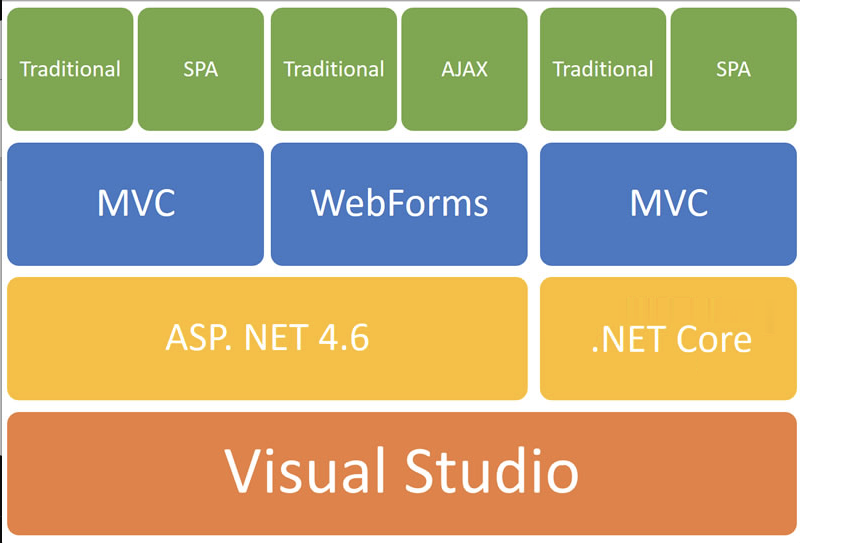 Traditional
SPA
Traditional
AJAX
Traditional
SPA
MVC
WebForms
MVC
ASP. NET 4.6
.NET Core
Visual Studio